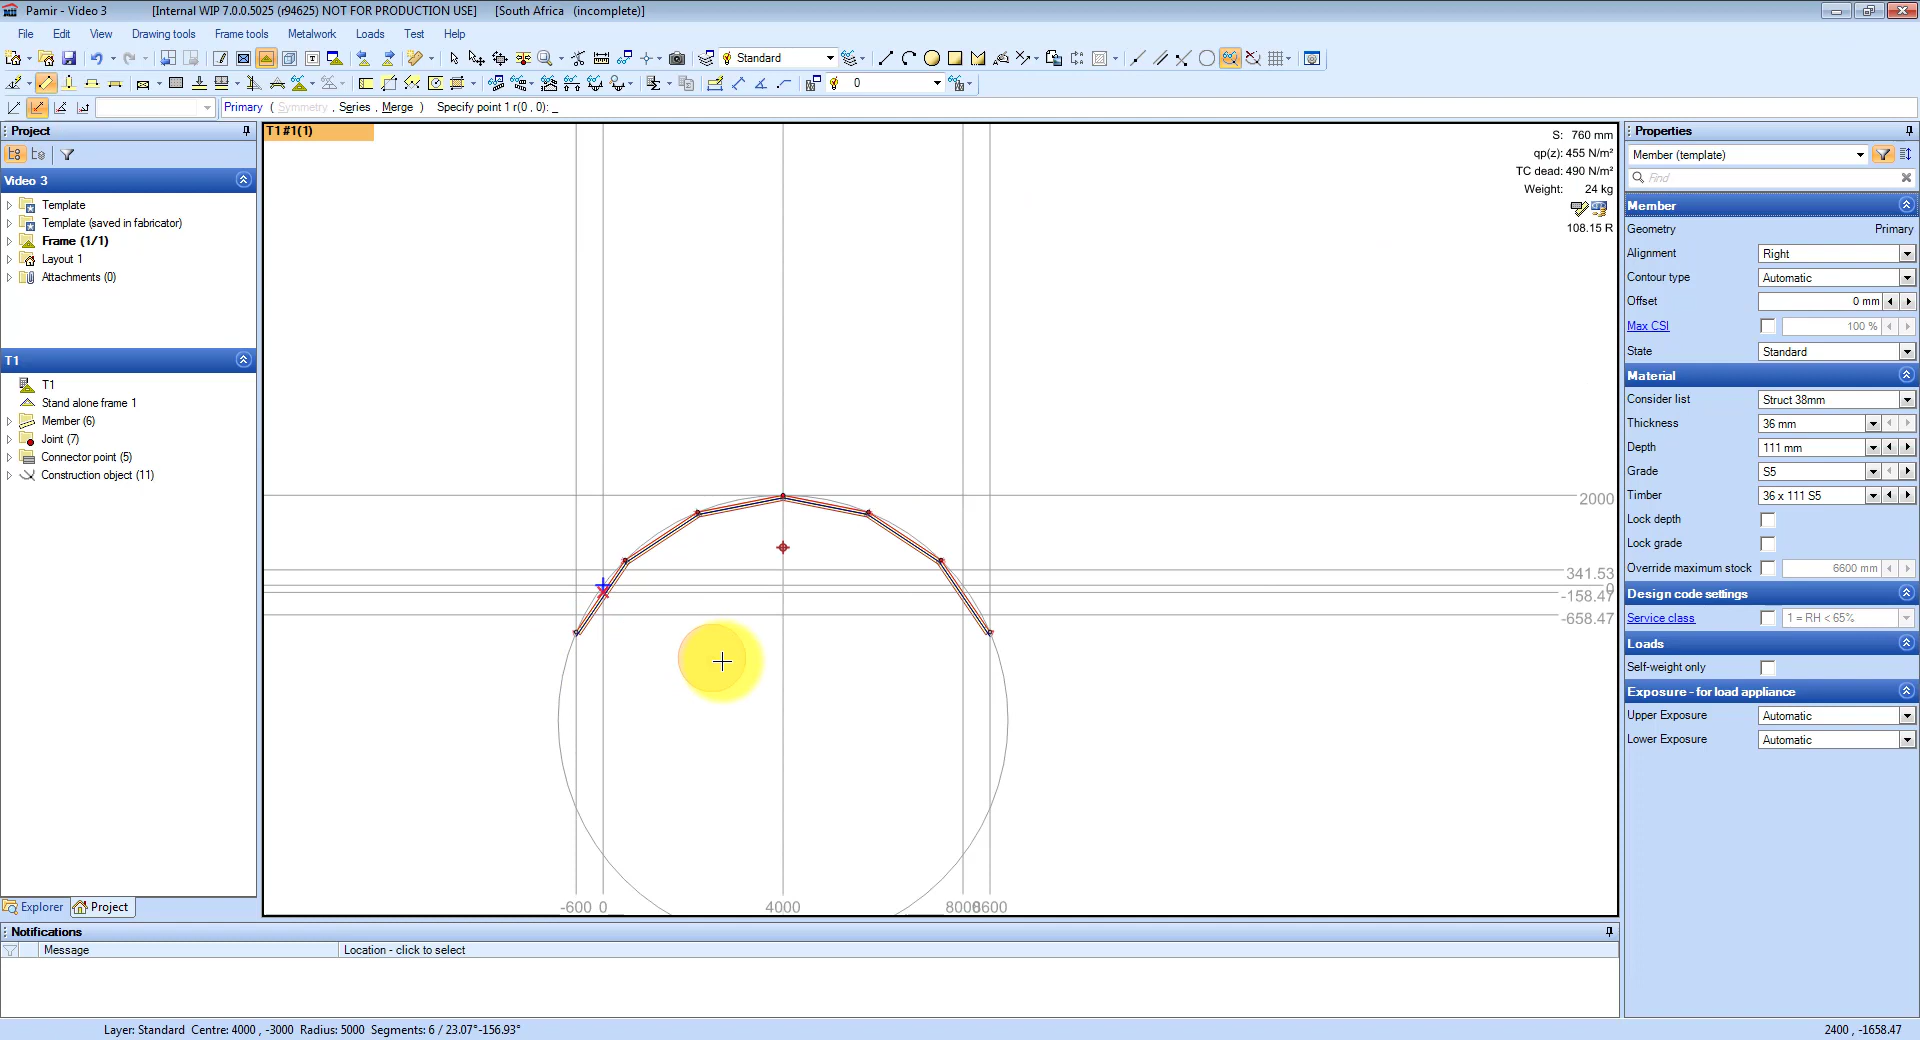 Pamir - Video 3 [Internal WIP 7.0.0.5025 (r94625) NOT FOR PRODUCTION USE] [South Africa (incomplete)]
File Edit View Drawing tools Frame tools Metalwork Loads Test Help
Standard
0
Primary ( Symmetry , Series , Merge ) Specify point 1 r(0 , 0): _
Project
Video 3
Template
Template (saved in fabricator)
Frame (1/1)
Layout 1
Attachments (0)
T1
T1
Stand alone frame 1
Member (6)
Joint (7)
Connector point (5)
Construction object (11)
Explorer Project
T1 #1(1)
S: 760 mm
qp(z): 455 N/m²
TC dead: 490 N/m²
Weight: 24 kg
108.15 R
2000
341.53
0
-158.47
-658.47
-600 0 4000 8000 8600
Properties
Member (template)
Find
Member
Geometry Primary
Alignment Right
Contour type Automatic
Offset 0 mm
Max CSI 100 %
State Standard
Material
Consider list Struct 38mm
Thickness 36 mm
Depth 111 mm
Grade S5
Timber 36 x 111 S5
Lock depth
Lock grade
Override maximum stock 6600 mm
Design code settings
Service class 1 = RH < 65%
Loads
Self-weight only
Exposure - for load appliance
Upper Exposure Automatic
Lower Exposure Automatic
Notifications
Message Location - click to select
Layer: Standard Centre: 4000 , -3000 Radius: 5000 Segments: 6 / 23.07°-156.93°
2400 , -1658.47